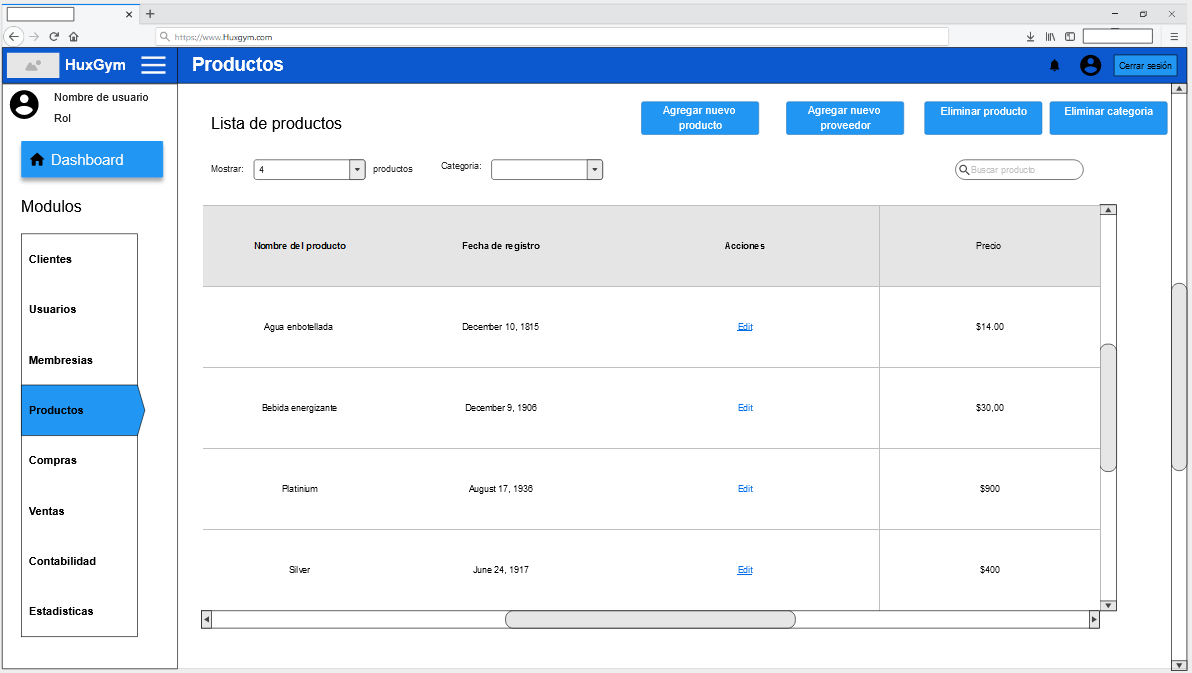 https://www.Huxgym.com
HuxGym
Productos
Cerrar sesión
Nombre de usuario
Rol
Dashboard
Modulos
Clientes
Usuarios
Membresias
Productos
Compras
Ventas
Contabilidad
Estadisticas
Lista de productos
Agregar nuevo
producto
Agregar nuevo
proveedor
Eliminar producto
Eliminar categoria
Mostrar: 4 productos Categoria:
Buscar producto
Nombre del producto Fecha de registro Acciones Precio
Agua enbotellada December 10, 1815 Edit $14.00
Bebida energizante December 9, 1906 Edit $30,00
Platinium August 17, 1936 Edit $900
Silver June 24, 1917 Edit $400